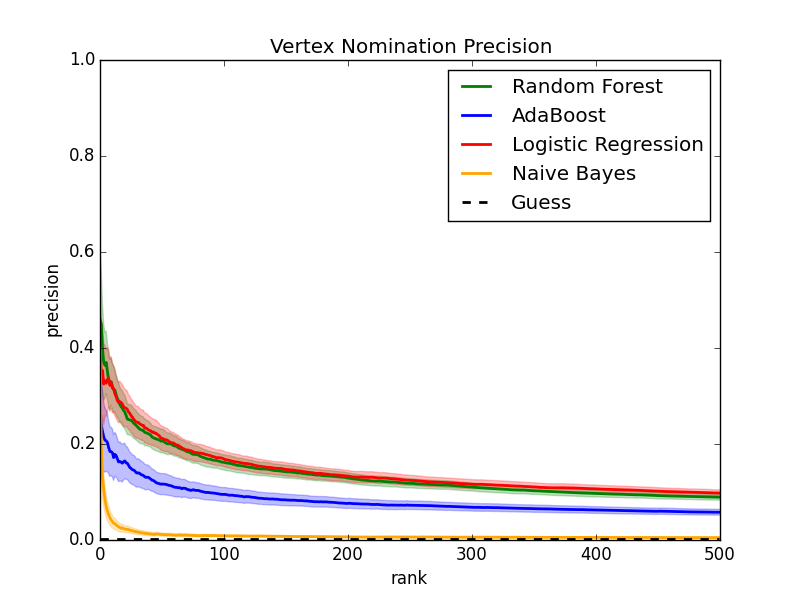 Vertex Nomination Precision
1.0
0.8
0.6
0.4
0.2
0.0
precision
Random Forest
AdaBoost
Logistic Regression
Naive Bayes
Guess
0 100 200 300 400 500
rank